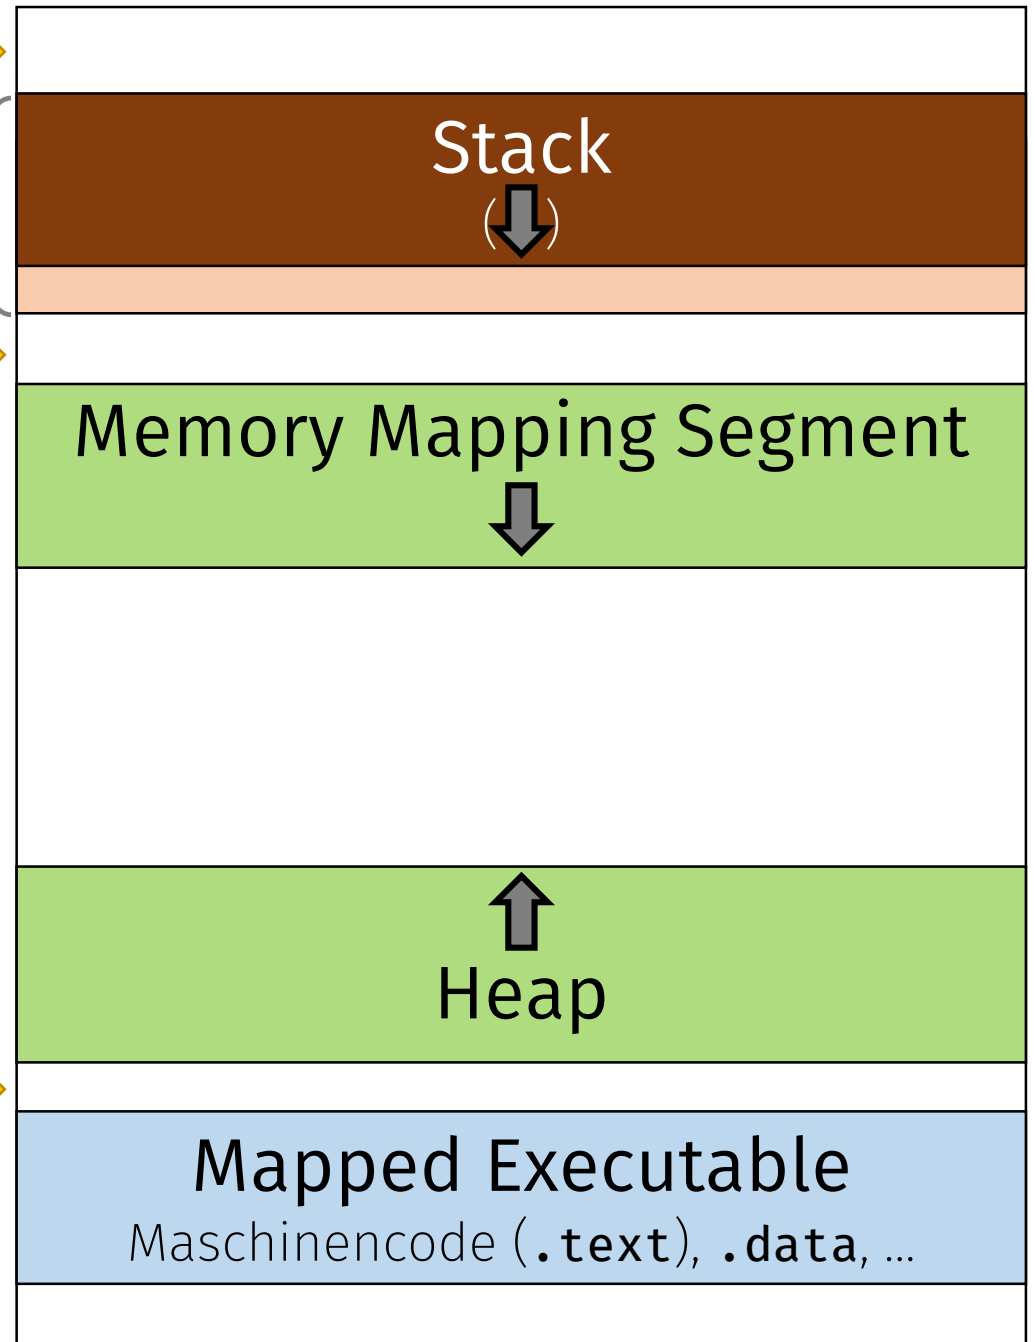 Stack
( )
Memory Mapping Segment
Heap
Mapped Executable
Maschinencode (.text), .data, ...